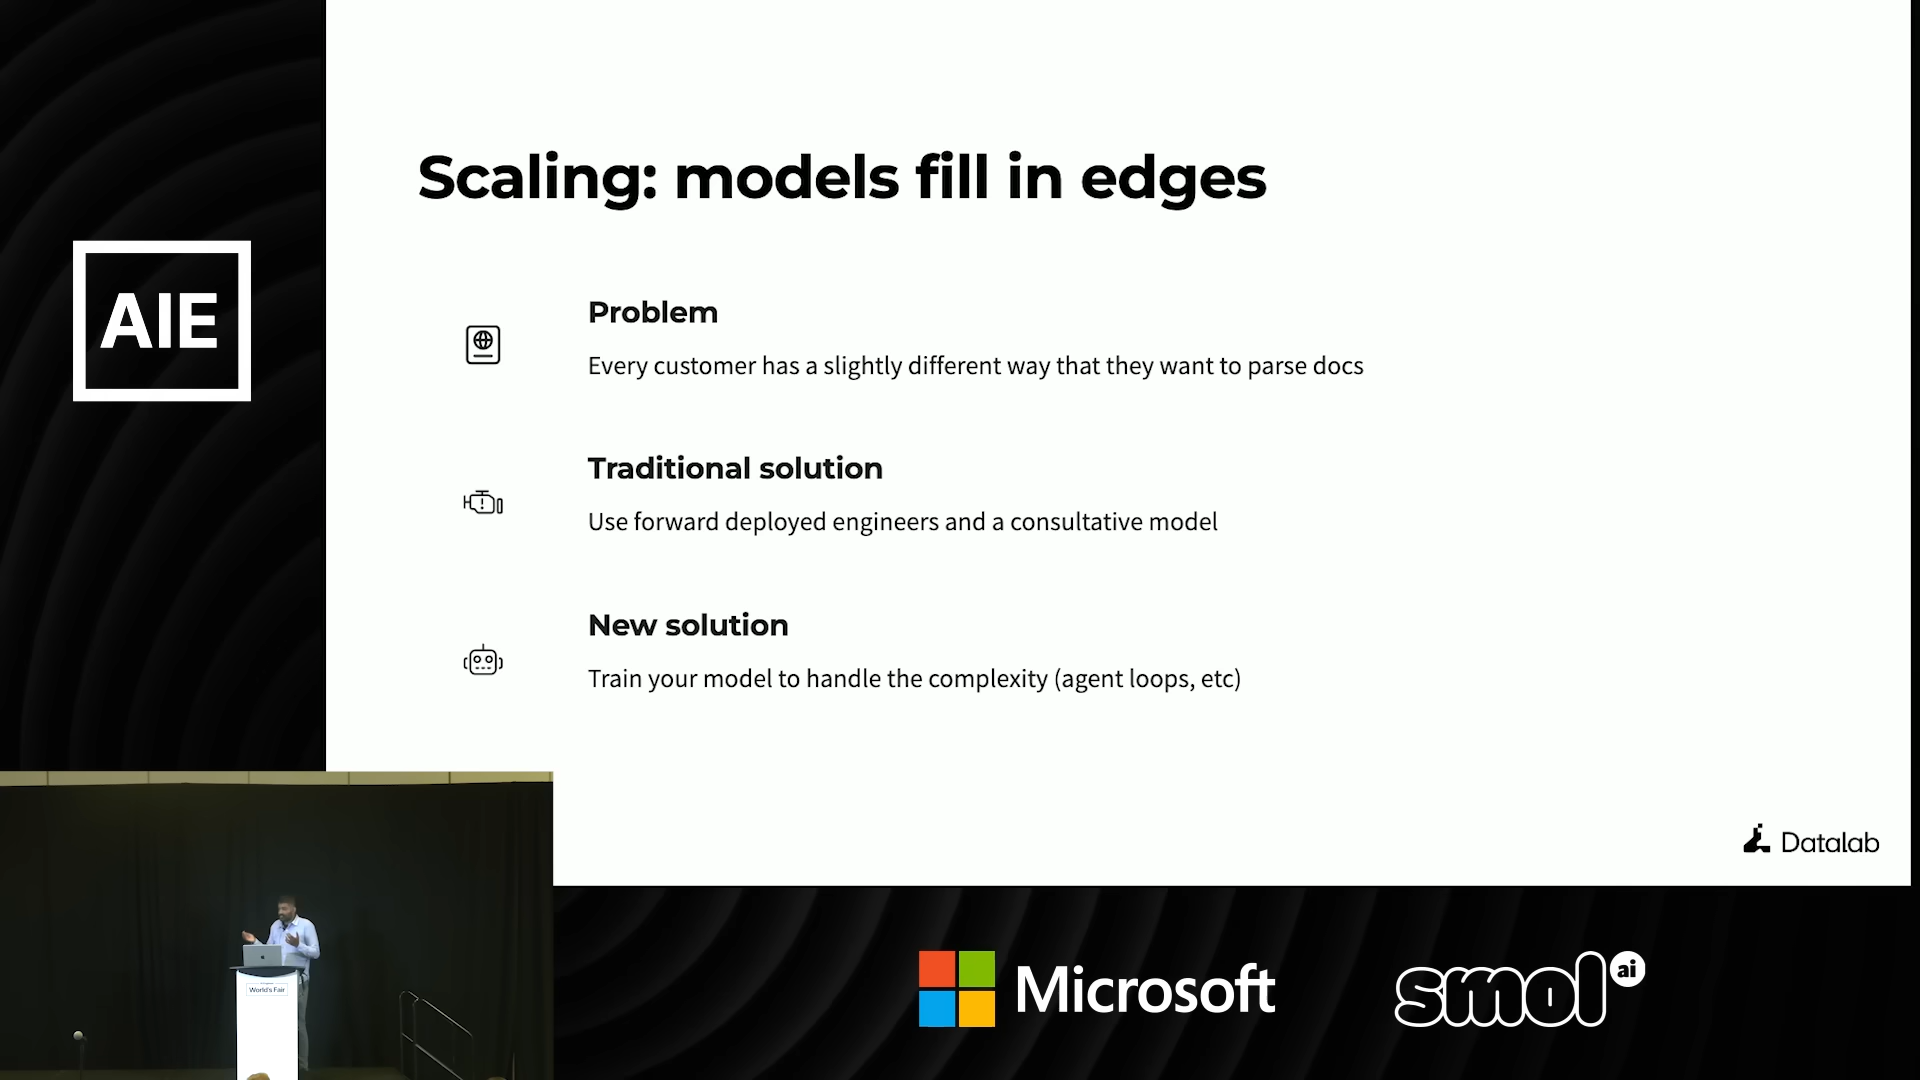 AIE
Scaling: models fill in edges
Problem
Every customer has a slightly different way that they want to parse docs
Traditional solution
Use forward deployed engineers and a consultative model
New solution
Train your model to handle the complexity (agent loops, etc)
Datalab
World's Fair
Microsoft
smol ai